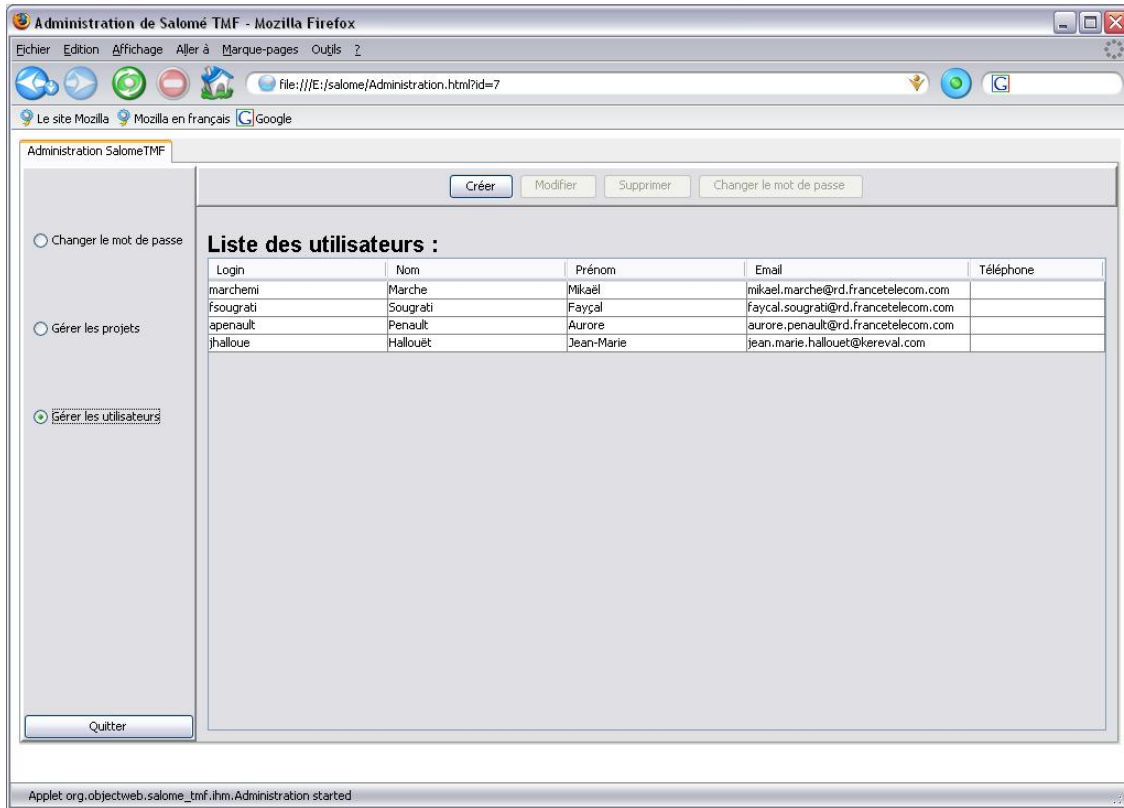 Administration de Salomé TMF - Mozilla Firefox
Fichier Edition Affichage Aller à Marque-pages Outils ?
file:///E:/salome/Administration.html?id=7
G
Le site Mozilla Mozilla en français G Google
Administration SalomeTMF
Créer Modifier Supprimer Changer le mot de passe
Changer le mot de passe
Gérer les projets
Gérer les utilisateurs
Quitter
Liste des utilisateurs :
Login Nom Prénom Email Téléphone
marchemi Marche Mikaël mikael.marche@rd.francetelecom.com
fsougrati Sougrati Fayçal faycal.sougrati@rd.francetelecom.com
apenault Penault Aurore aurore.penault@rd.francetelecom.com
jhalloue Hallouët Jean-Marie jean.marie.hallouet@kereval.com
Applet org.objectweb.salome_tmf.ihm.Administration started